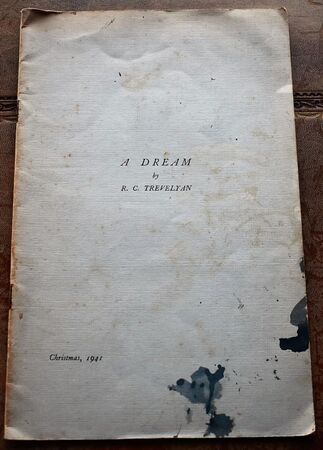 A DREAM
by
R. C. TREVELYAN
Christmas, 1941